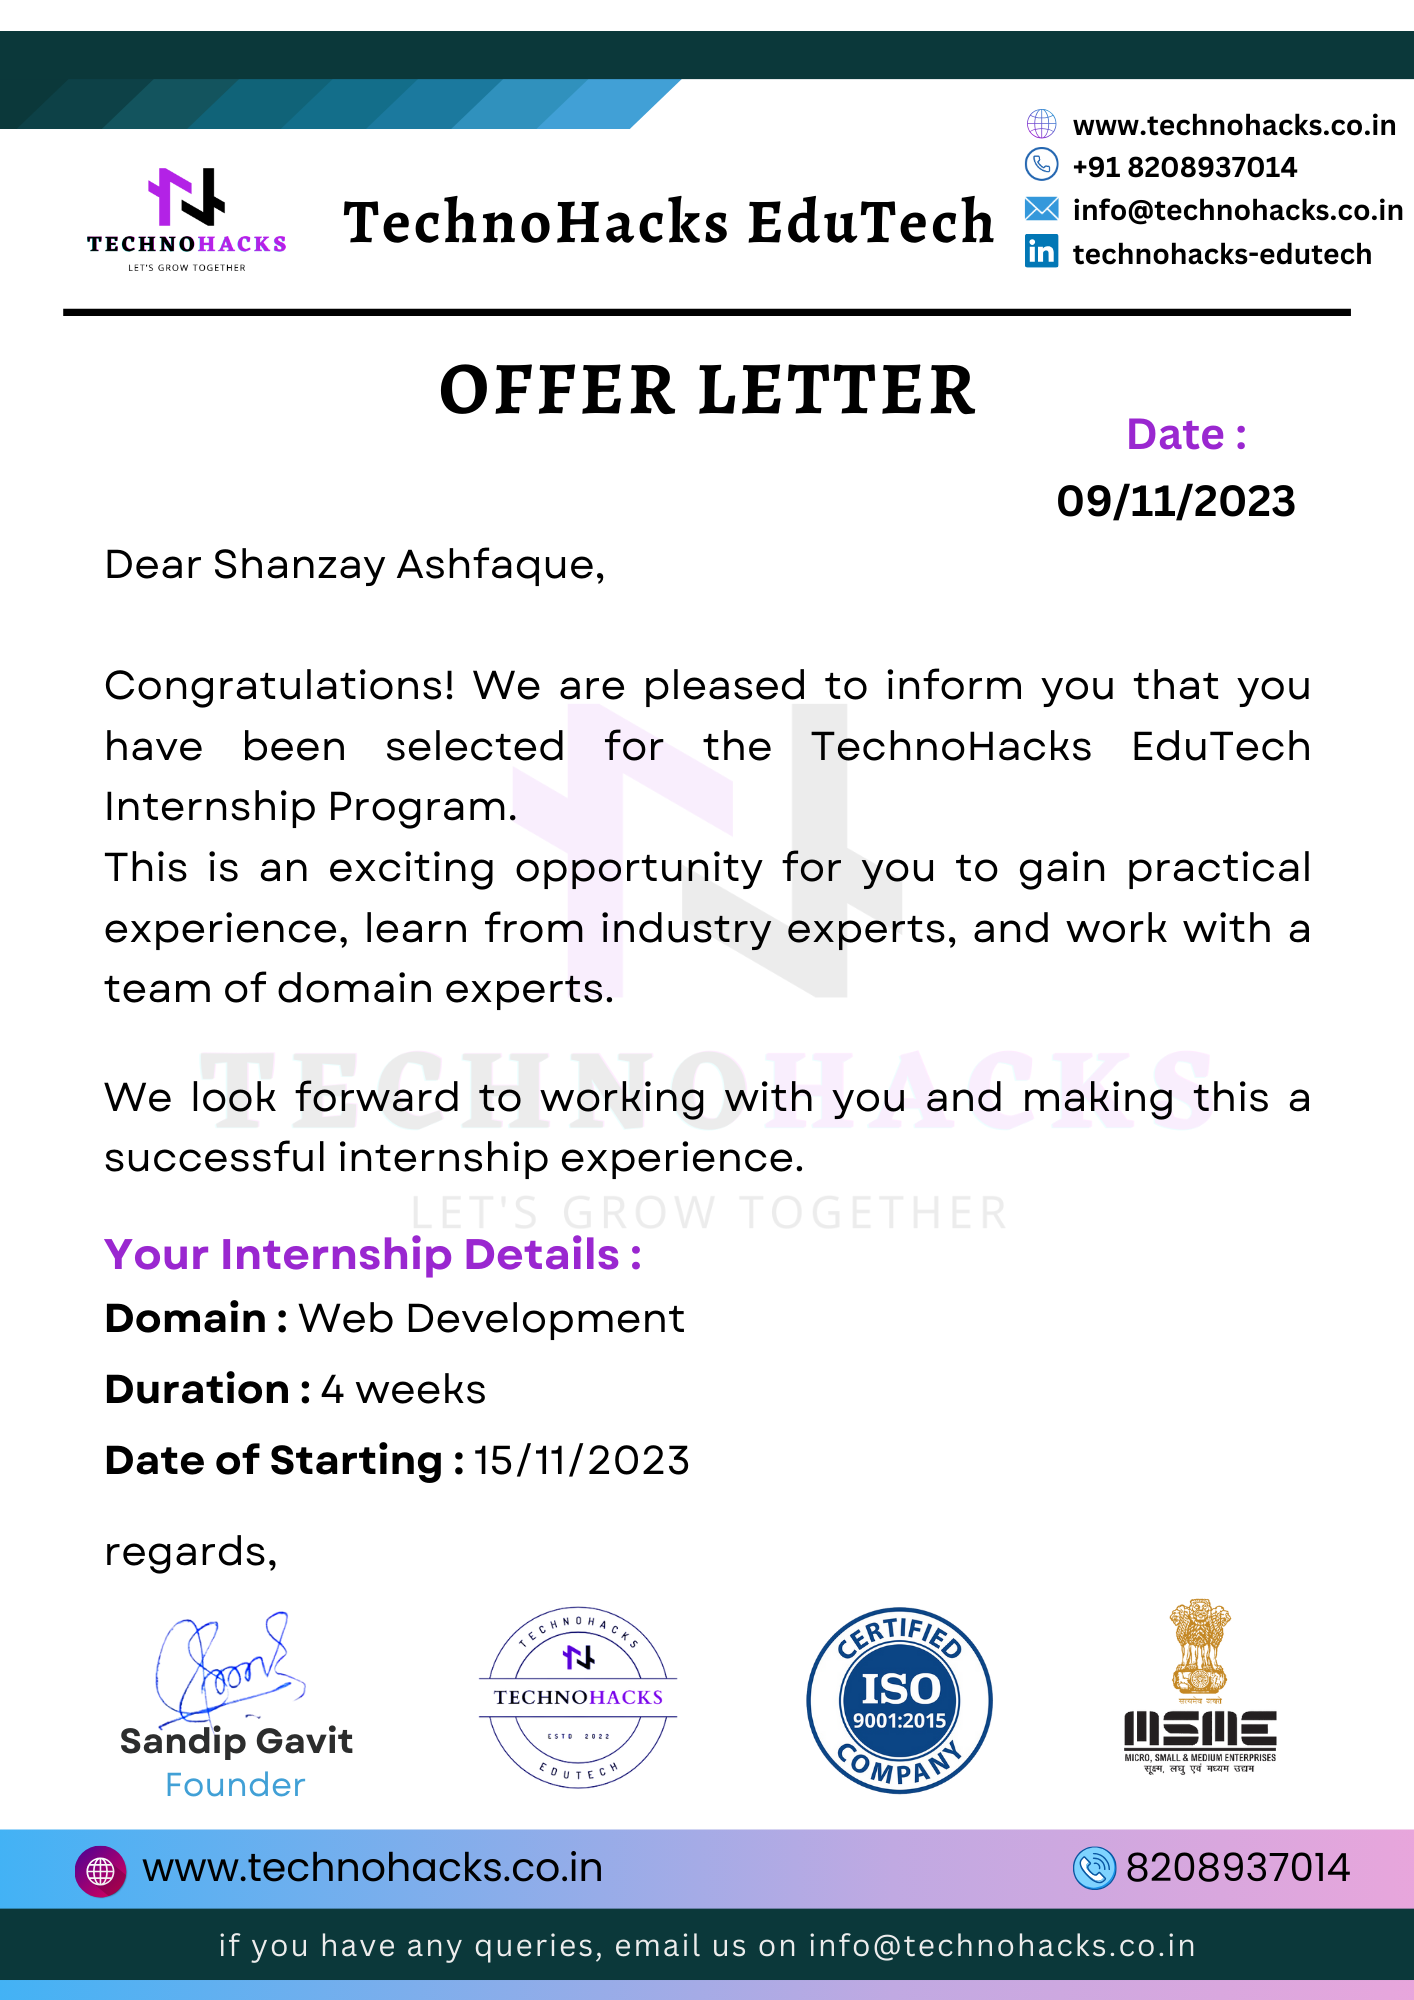 www.technohacks.co.in
+91 8208937014
info@technohacks.co.in
in technohacks-edutech
TECHNOHACKS
LET'S GROW TOGETHER
TechnoHacks EduTech
OFFER LETTER
Date :
09/11/2023
Dear Shanzay Ashfaque,
Congratulations! We are pleased to inform you that you
have been selected for the TechnoHacks EduTech
Internship Program.
This is an exciting opportunity for you to gain practical
experience, learn from industry experts, and work with a
team of domain experts.
TECHNOHACKS
We look forward to working with you and making this a
successful internship experience.
LET'S GROW TOGETHER
Your Internship Details :
Domain : Web Development
Duration : 4 weeks
Date of Starting : 15/11/2023
regards,
Sandip Gavit
Founder
TECHNOHACKS
TECHNOHACKS
ESTD 2022
EDUTECH
CERTIFIED
ISO
9001:2015
COMPANY
सत्यमेव जयते
MSME
MICRO, SMALL & MEDIUM ENTERPRISES
सूक्ष्म, लघु एवं मध्यम उद्यम
www.technohacks.co.in
8208937014
if you have any queries, email us on info@technohacks.co.in